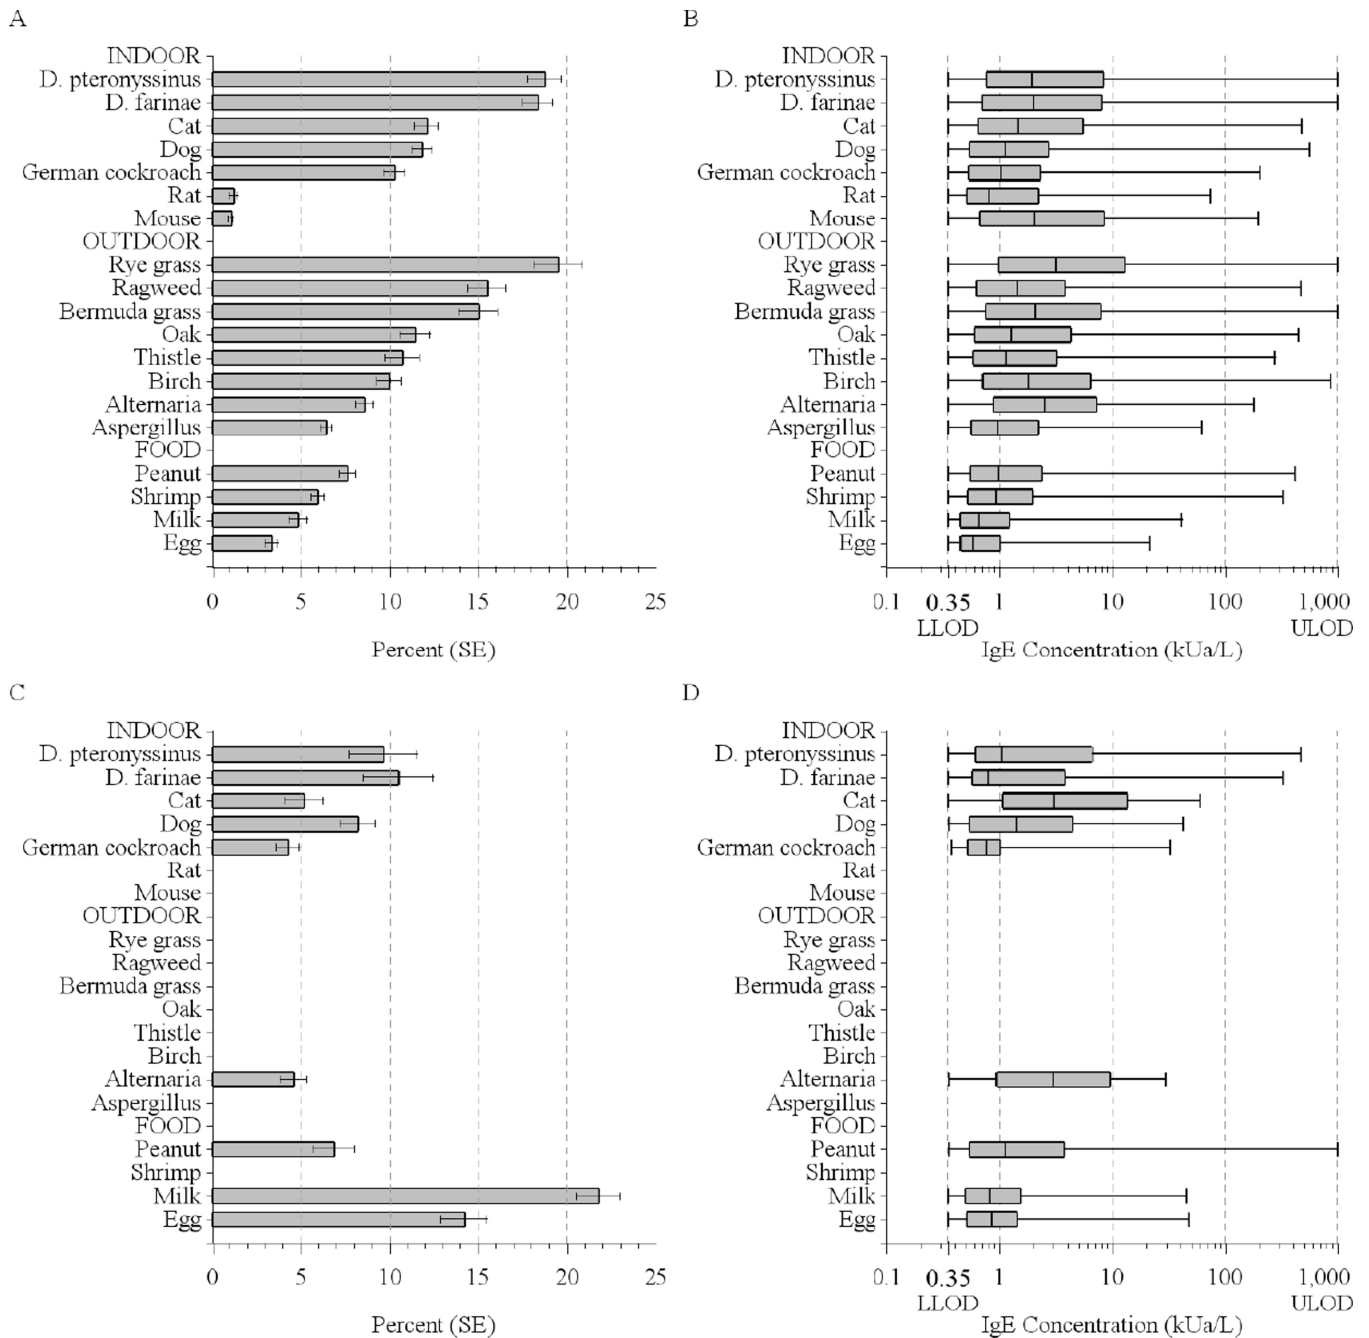 A
INDOOR
D. pteronyssinus
D. farinae
Cat
Dog
German cockroach
Rat
Mouse
OUTDOOR
Rye grass
Ragweed
Bermuda grass
Oak
Thistle
Birch
Alternaria
Aspergillus
FOOD
Peanut
Shrimp
Milk
Egg
0 5 10 15 20 25
Percent (SE)
B
INDOOR
D. pteronyssinus
D. farinae
Cat
Dog
German cockroach
Rat
Mouse
OUTDOOR
Rye grass
Ragweed
Bermuda grass
Oak
Thistle
Birch
Alternaria
Aspergillus
FOOD
Peanut
Shrimp
Milk
Egg
0.1 0.35 1 10 100 1,000
LLOD ULOD
IgE Concentration (kUa/L)
C
INDOOR
D. pteronyssinus
D. farinae
Cat
Dog
German cockroach
Rat
Mouse
OUTDOOR
Rye grass
Ragweed
Bermuda grass
Oak
Thistle
Birch
Alternaria
Aspergillus
FOOD
Peanut
Shrimp
Milk
Egg
0 5 10 15 20 25
Percent (SE)
D
INDOOR
D. pteronyssinus
D. farinae
Cat
Dog
German cockroach
Rat
Mouse
OUTDOOR
Rye grass
Ragweed
Bermuda grass
Oak
Thistle
Birch
Alternaria
Aspergillus
FOOD
Peanut
Shrimp
Milk
Egg
0.1 0.35 1 10 100 1,000
LLOD ULOD
IgE Concentration (kUa/L)